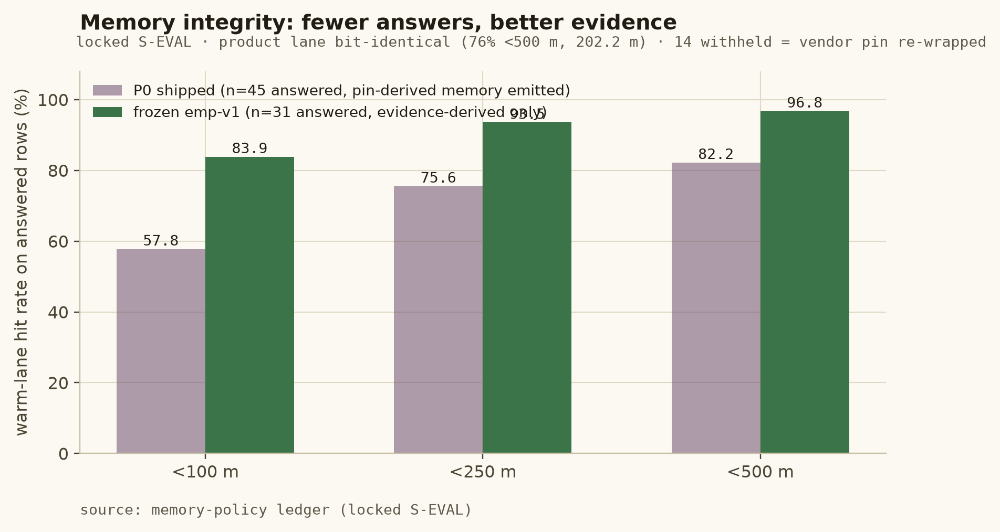 Memory integrity: fewer answers, better evidence
locked S-EVAL · product lane bit-identical (76% <500 m, 202.2 m) · 14 withheld = vendor pin re-wrapped
P0 shipped (n=45 answered, pin-derived memory emitted)
frozen emp-v1 (n=31 answered, evidence-derived only)
warm-lane hit rate on answered rows (%)
100
80
60
40
20
0
57.8
83.9
75.6
93.5
82.2
96.8
<100 m
<250 m
<500 m
source: memory-policy ledger (locked S-EVAL)